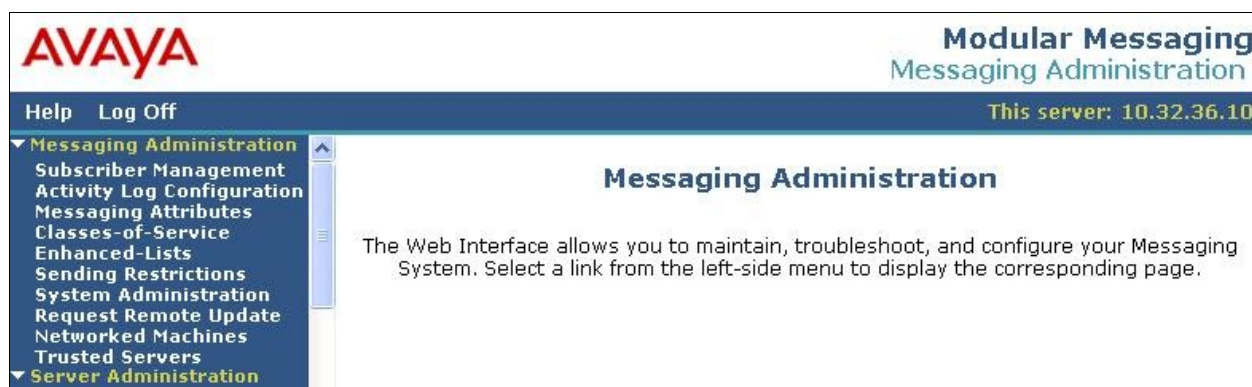 AVAYA
Modular Messaging
Messaging Administration
Help Log Off
This server: 10.32.36.10
Messaging Administration
Subscriber Management
Activity Log Configuration
Messaging Attributes
Classes-of-Service
Enhanced-Lists
Sending Restrictions
System Administration
Request Remote Update
Networked Machines
Trusted Servers
Server Administration
Messaging Administration
The Web Interface allows you to maintain, troubleshoot, and configure your Messaging
System. Select a link from the left-side menu to display the corresponding page.